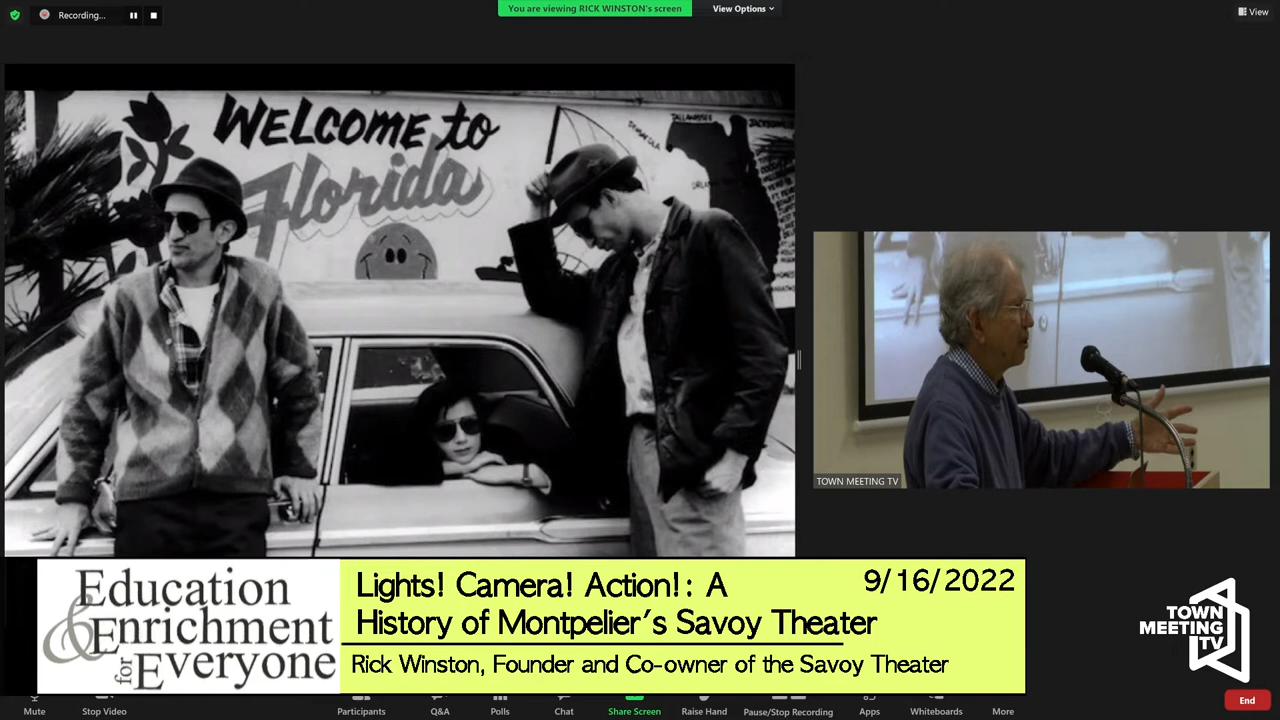 Recording...
You are viewing RICK WINSTON's screen
View Options
View
WELCOME to
Florida
TALLAHASSEE
TOWN MEETING TV
Education
& Enrichment
for Everyone
Lights! Camera! Action!: A
9/16/2022
History of Montpelier's Savoy Theater
Rick Winston, Founder and Co-owner of the Savoy Theater
TOWN
MEETING
TV
Mute
Stop Video
Participants
Q&A
Polls
Chat
Share Screen
Raise Hand
Pause/Stop Recording
Apps
Whiteboards
More
End